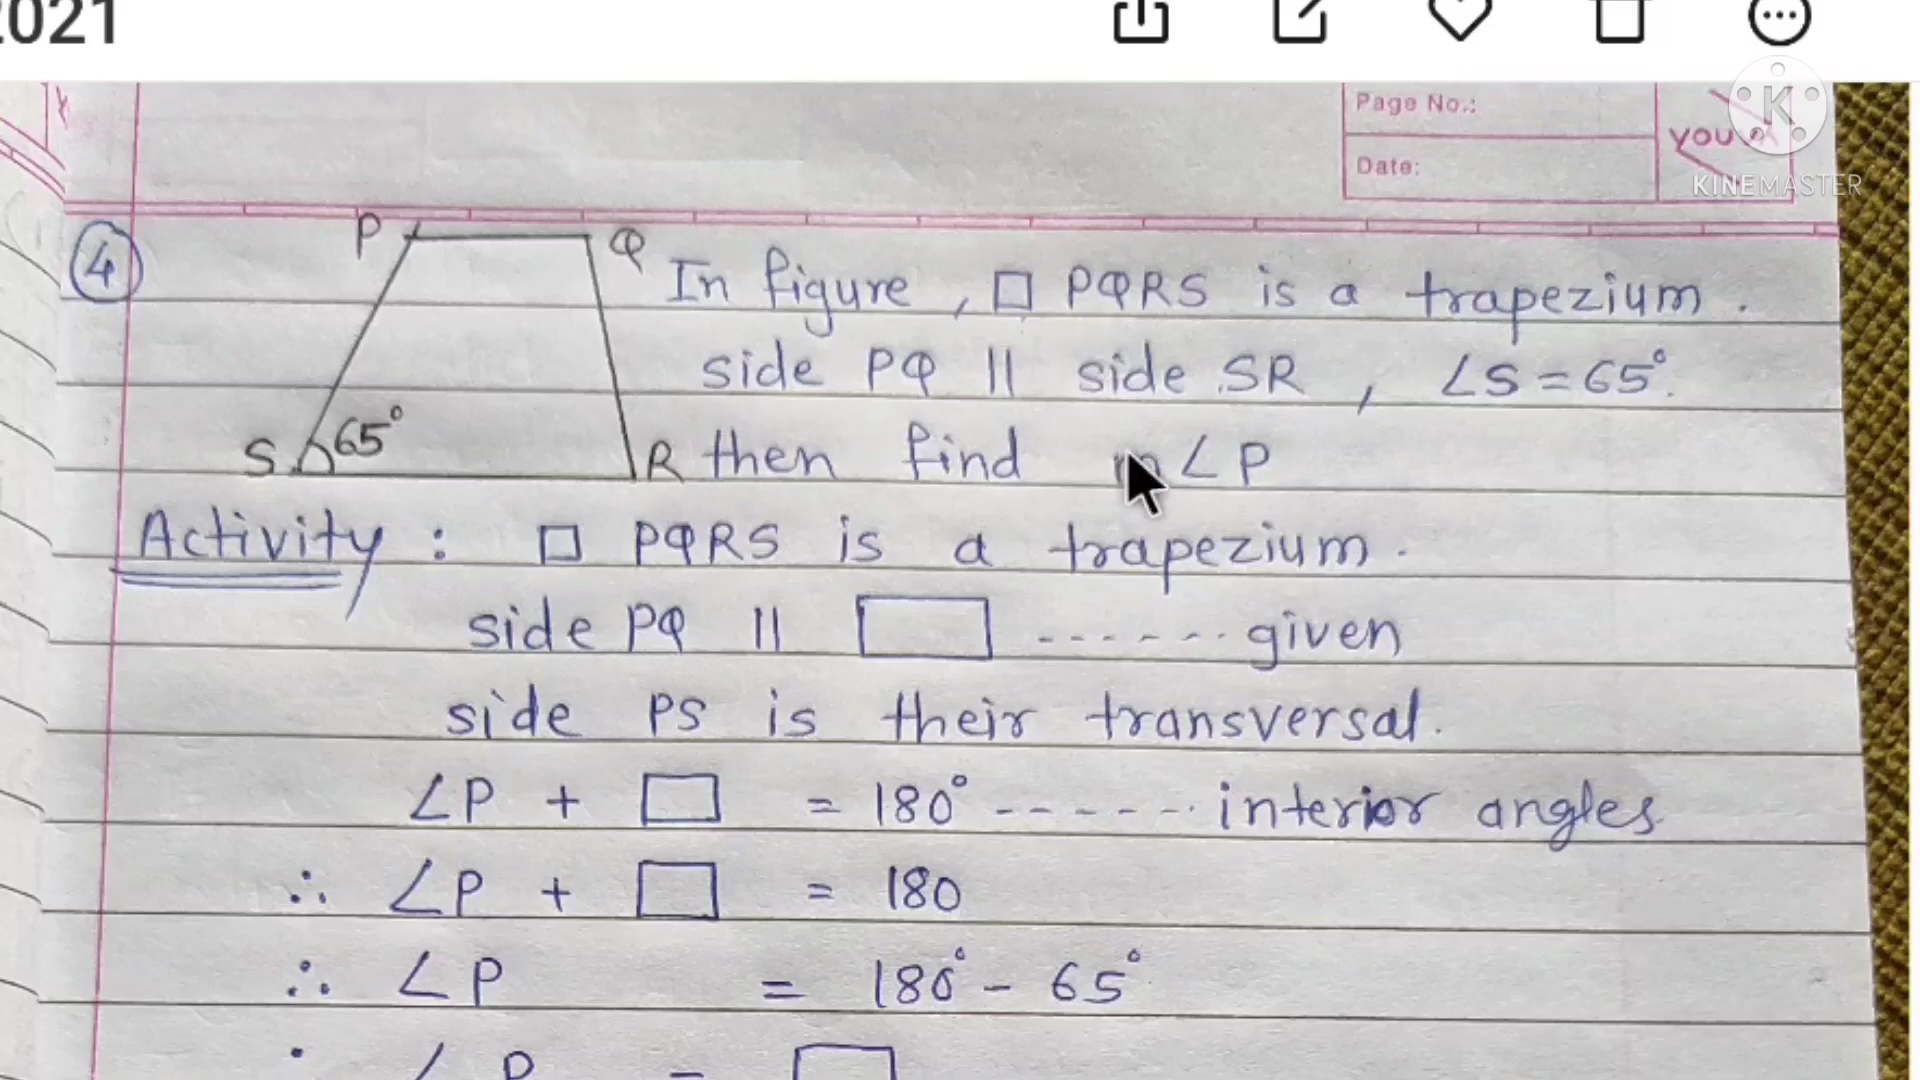 2021
Page No.:
Date:
KINEMASTER
4
P
Q
S
65°
R
In figure, □ PQRS is a trapezium.
side PQ || side SR, ∠S = 65°.
then find m∠P
Activity : □ PQRS is a trapezium.
side PQ || □ ------ given
side PS is their transversal.
∠P + □ = 180° ------ interior angles
∴ ∠P + □ = 180
∴ ∠P = 180° - 65°
∴ ∠P = □